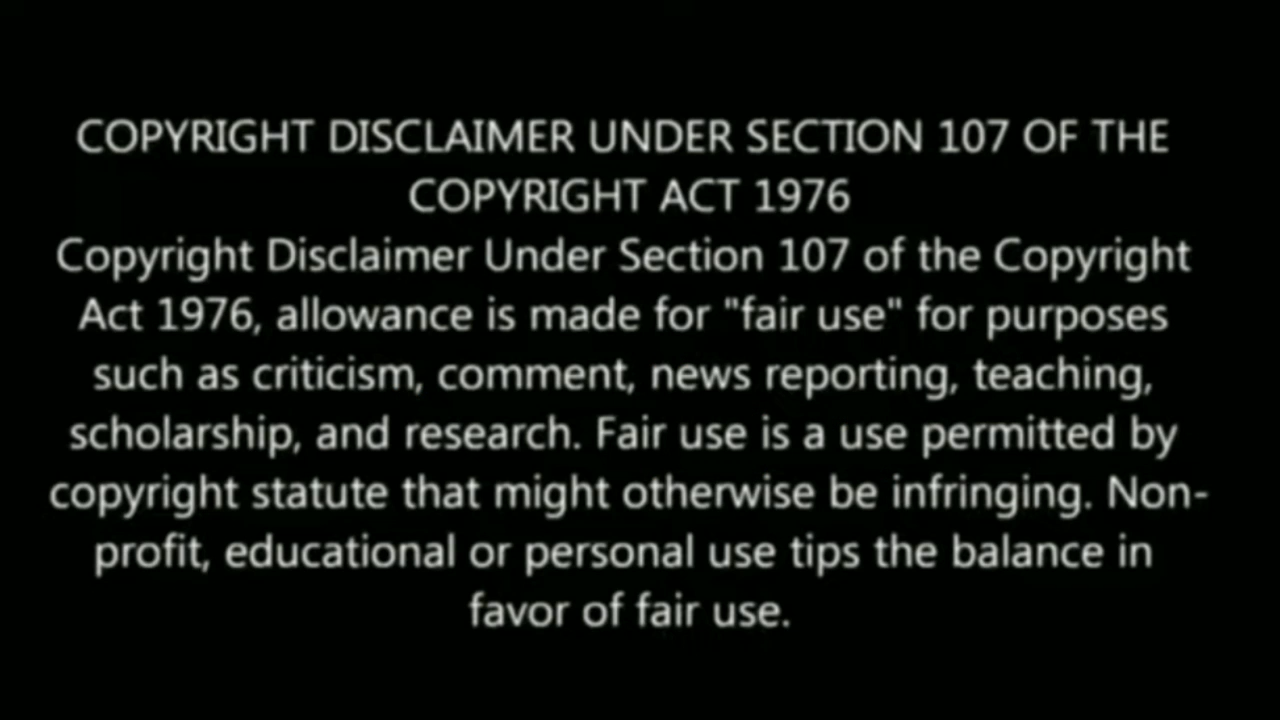 COPYRIGHT DISCLAIMER UNDER SECTION 107 OF THE
COPYRIGHT ACT 1976
Copyright Disclaimer Under Section 107 of the Copyright
Act 1976, allowance is made for "fair use" for purposes
such as criticism, comment, news reporting, teaching,
scholarship, and research. Fair use is a use permitted by
copyright statute that might otherwise be infringing. Non-
profit, educational or personal use tips the balance in
favor of fair use.